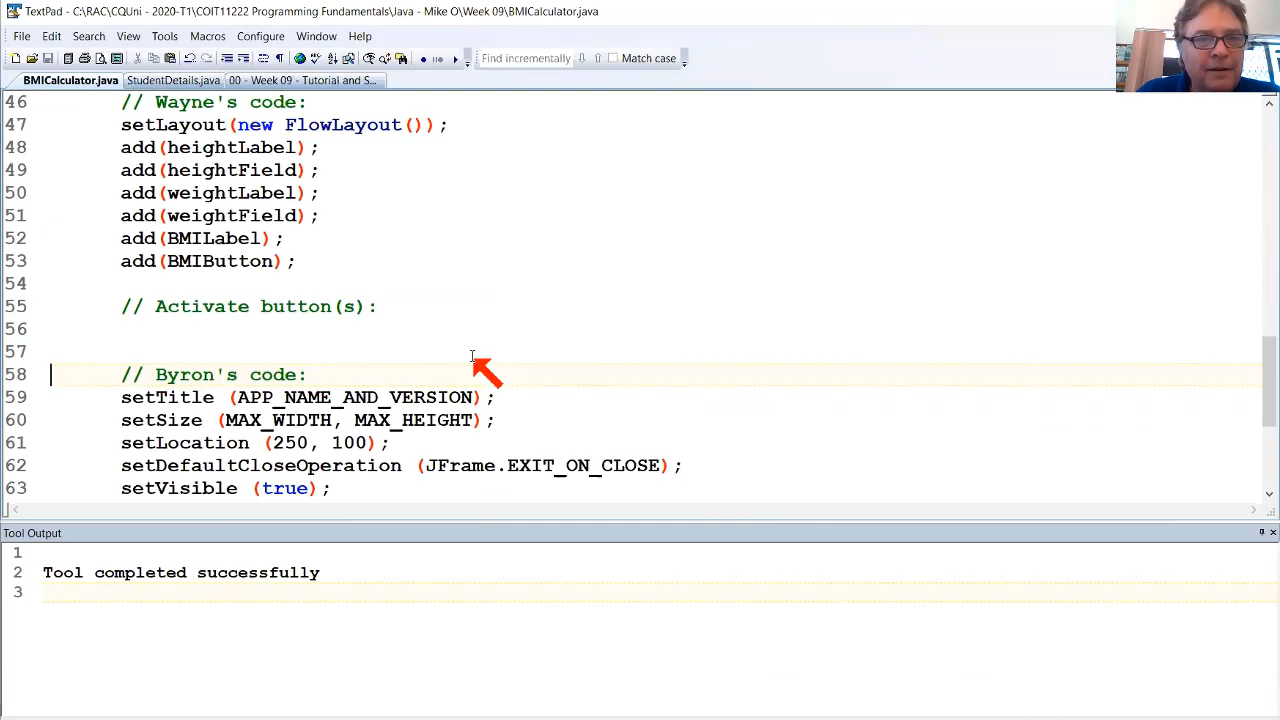 TextPad - C:\RAC\CQUni - 2020-T1\COIT11222 Programming Fundamentals\Java - Mike O\Week 09\BMICalculator.java
File Edit Search View Tools Macros Configure Window Help
Find incrementally Match case
BMICalculator.java StudentDetails.java 00 - Week 09 - Tutorial and S...
46 // Wayne's code:
47 setLayout(new FlowLayout());
48 add(heightLabel);
49 add(heightField);
50 add(weightLabel);
51 add(weightField);
52 add(BMILabel);
53 add(BMIButton);
54
55 // Activate button(s):
56
57
58 // Byron's code:
59 setTitle (APP_NAME_AND_VERSION);
60 setSize (MAX_WIDTH, MAX_HEIGHT);
61 setLocation (250, 100);
62 setDefaultCloseOperation (JFrame.EXIT_ON_CLOSE);
63 setVisible (true);
Tool Output
1
2 Tool completed successfully
3